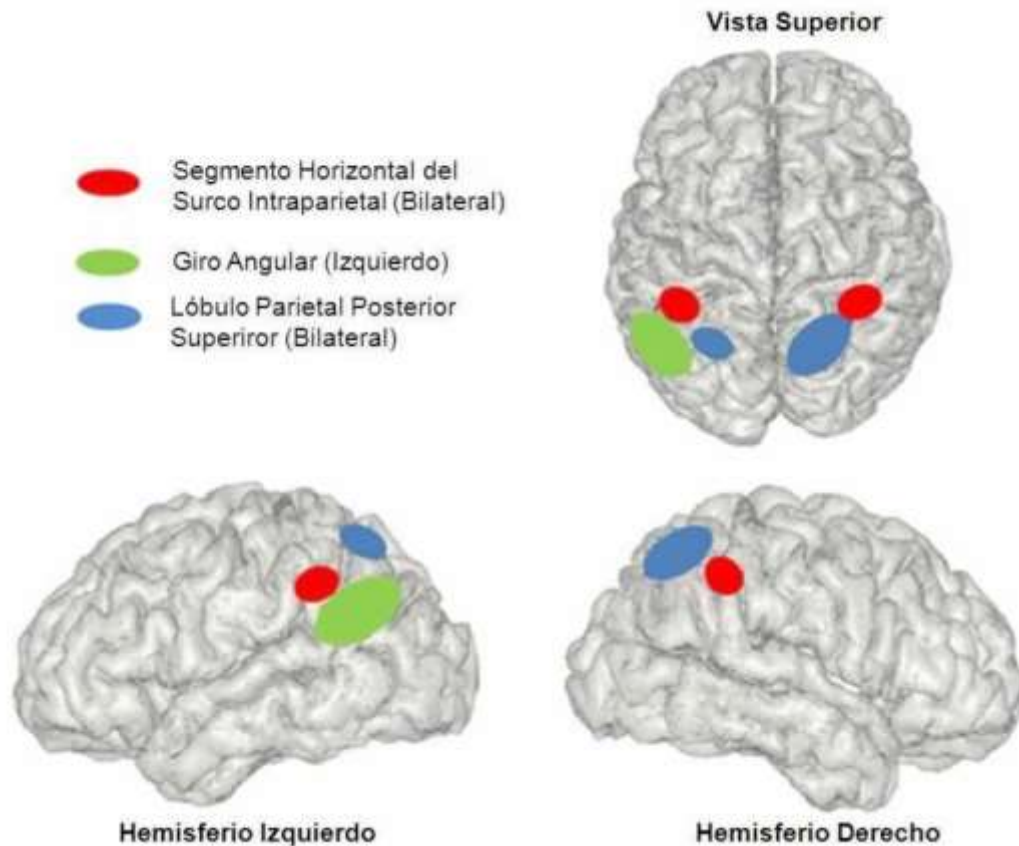 Vista Superior
Segmento Horizontal del
Surco Intraparietal (Bilateral)
Giro Angular (Izquierdo)
Lóbulo Parietal Posterior
Superiror (Bilateral)
Hemisferio Izquierdo
Hemisferio Derecho